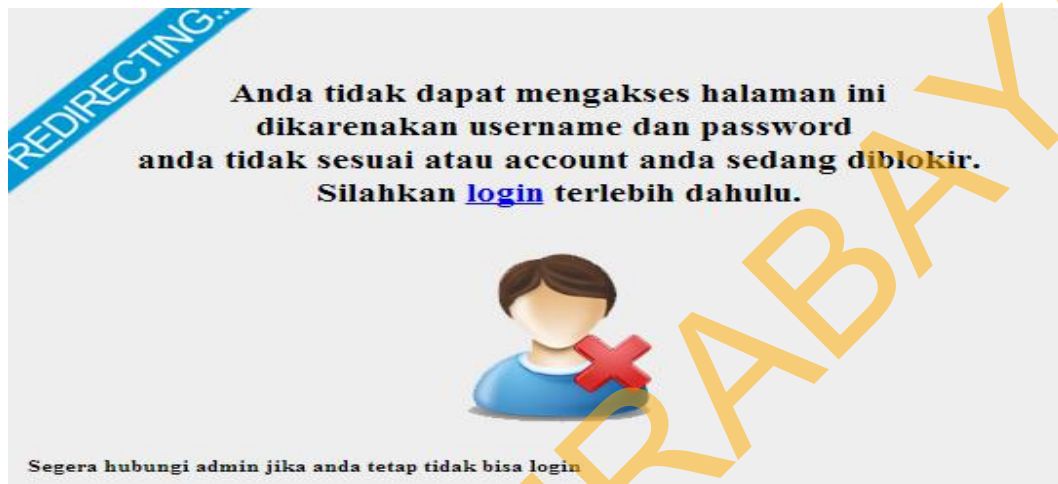 REDIRECTING...
Anda tidak dapat mengakses halaman ini
dikarenakan username dan password
anda tidak sesuai atau account anda sedang diblokir.
Silahkan login terlebih dahulu.
Segera hubungi admin jika anda tetap tidak bisa login
RABAY